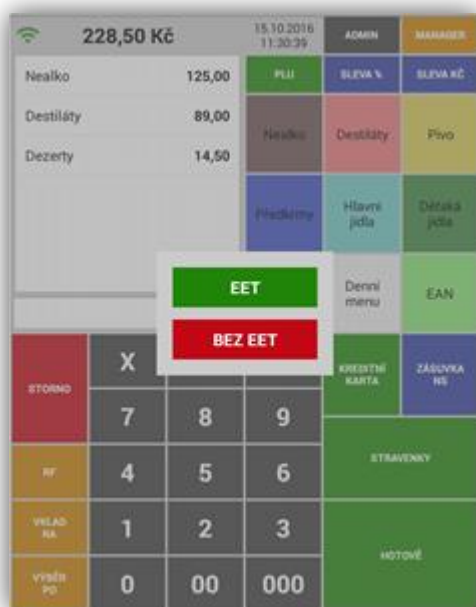 228,50 Kč
15.10.2016
11:30:39
ADMIN
MANAGER
Nealko 125,00
PLU
SLEVA %
SLEVA KČ
Destiláty 89,00
Dezerty 14,50
Nealko
Destiláty
Pivo
Předkrmy
Hlavní
jídla
Dětská
jídla
EET
BEZ EET
Denní
menu
EAN
STORNO
X
KREDITNÍ
KARTA
ZÁSUVKA
NS
7 8 9
STRAVENKY
RF
4 5 6
VKLAD
RA
1 2 3
HOTOVĚ
VÝBĚR
PO
0 00 000